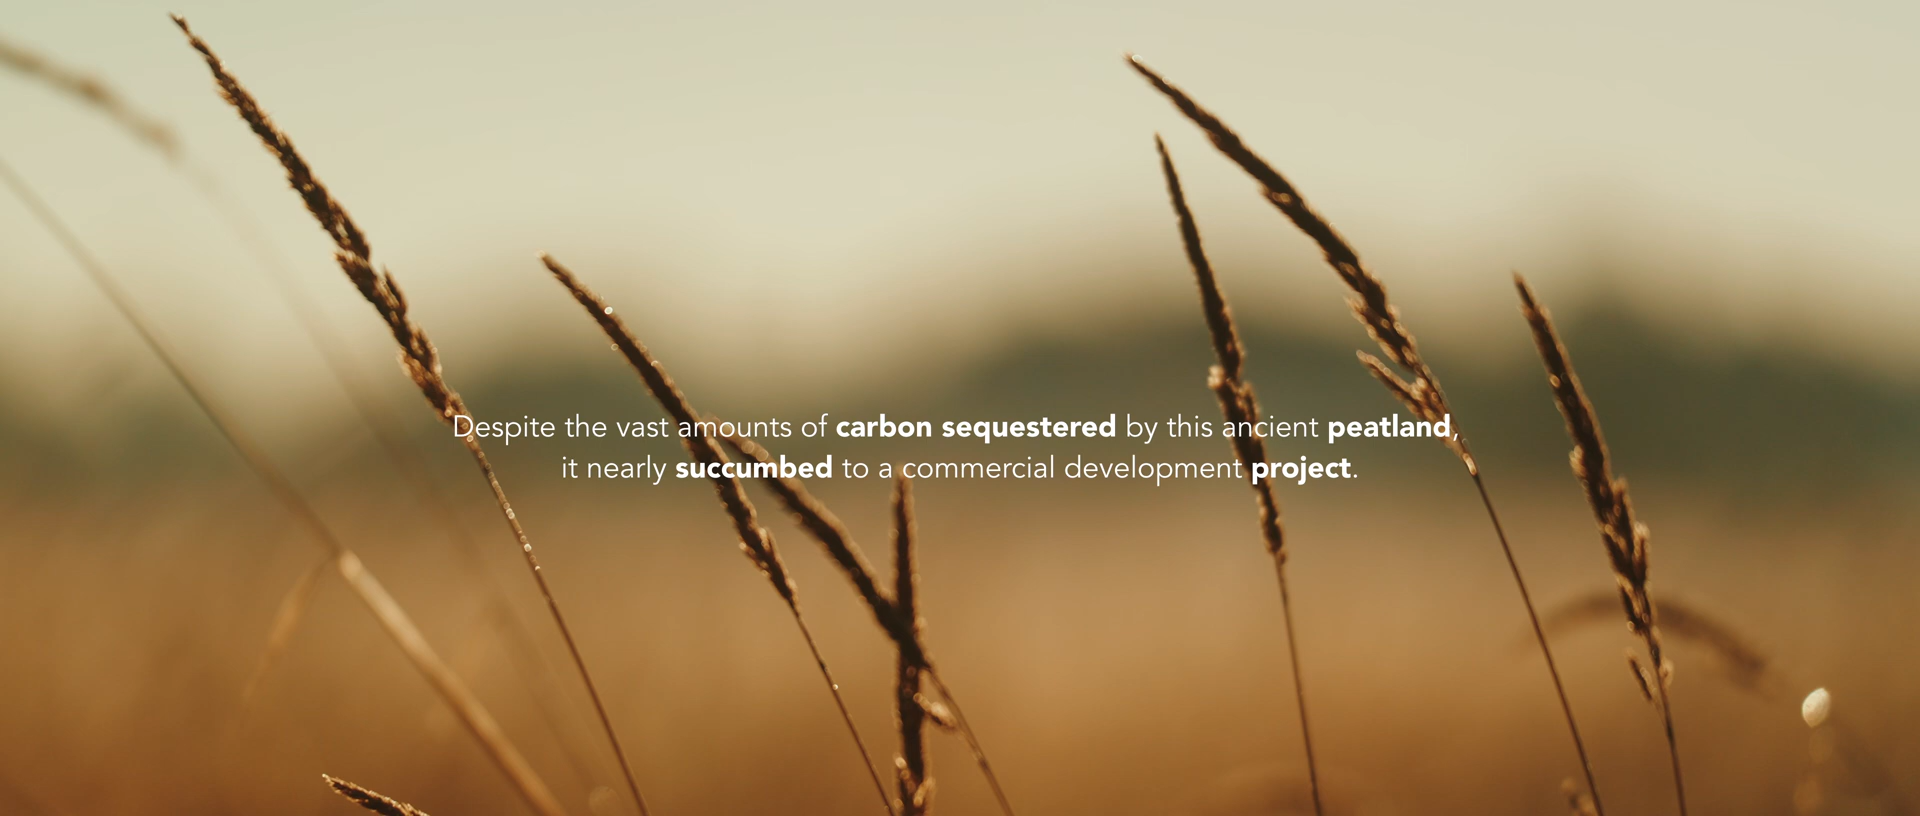 Despite the vast amounts of carbon sequestered by this ancient peatland,
it nearly succumbed to a commercial development project.